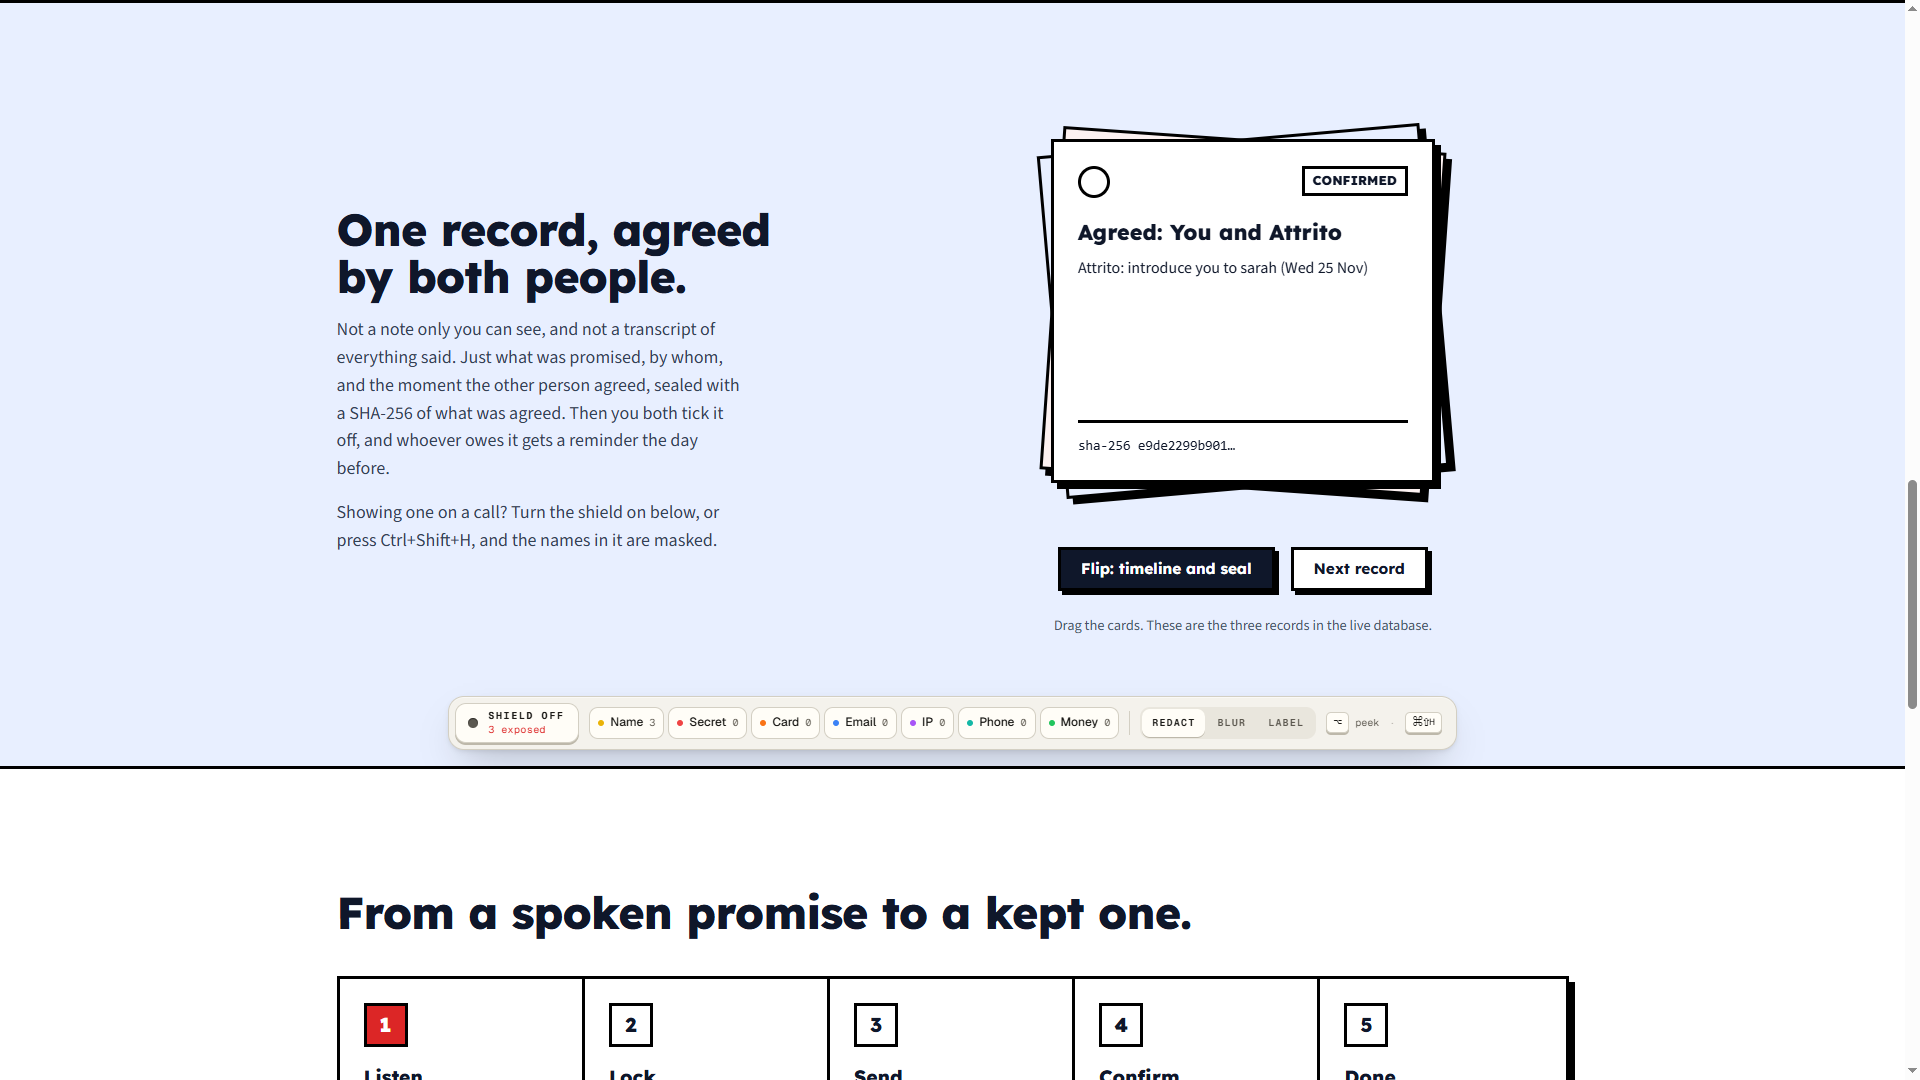 One record, agreed
by both people.
Not a note only you can see, and not a transcript of
everything said. Just what was promised, by whom,
and the moment the other person agreed, sealed with
a SHA-256 of what was agreed. Then you both tick it
off, and whoever owes it gets a reminder the day
before.
Showing one on a call? Turn the shield on below, or
press Ctrl+Shift+H, and the names in it are masked.
CONFIRMED
Agreed: You and Attrito
Attrito: introduce you to sarah (Wed 25 Nov)
sha-256 e9de2299b901…
Flip: timeline and seal
Next record
Drag the cards. These are the three records in the live database.
SHIELD OFF
3 exposed
Name 3
Secret 0
Card 0
Email 0
IP 0
Phone 0
Money 0
REDACT
BLUR
LABEL
⌥ peek · ⌘⇧H
From a spoken promise to a kept one.
1
Listen
2
Lock
3
Send
4
Confirm
5
Done